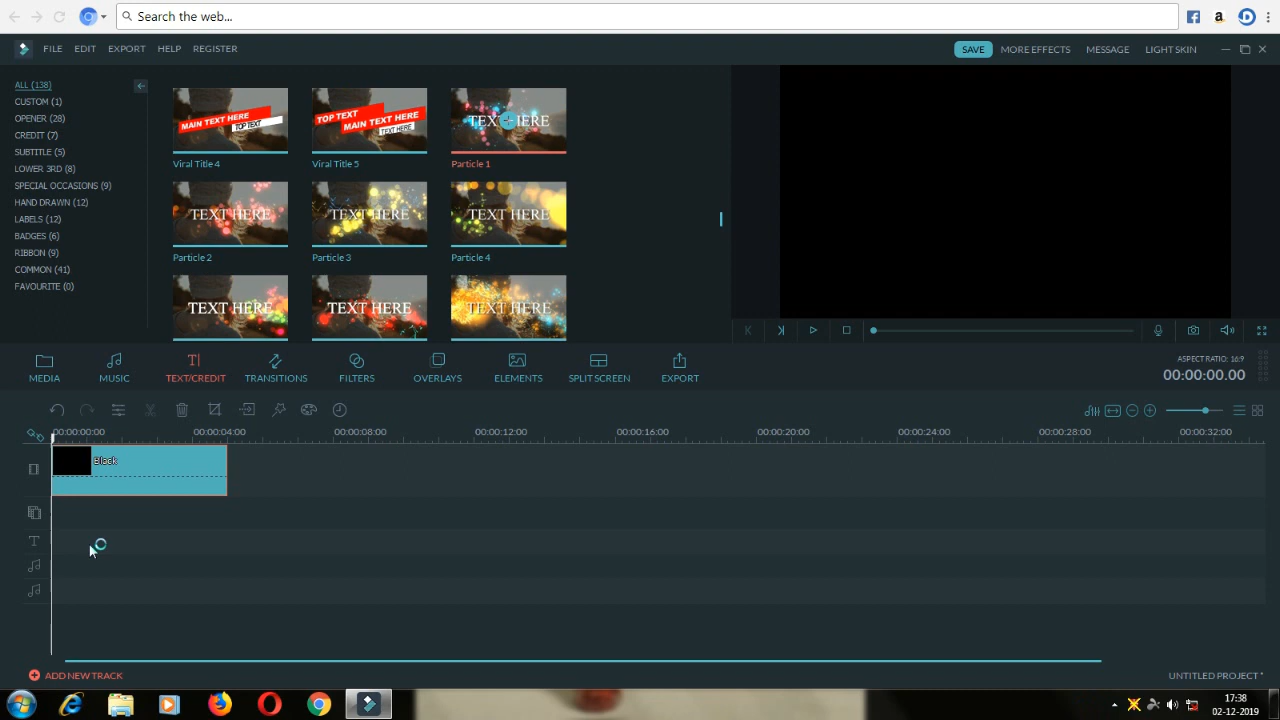 Search the web...
FILE EDIT EXPORT HELP REGISTER
SAVE MORE EFFECTS MESSAGE LIGHT SKIN
ALL (138)
CUSTOM (1)
OPENER (28)
CREDIT (7)
SUBTITLE (5)
LOWER 3RD (8)
SPECIAL OCCASIONS (9)
HAND DRAWN (12)
LABELS (12)
BADGES (6)
RIBBON (9)
COMMON (41)
FAVOURITE (0)
MAIN TEXT HERE
TOP TEXT
TOP TEXT
MAIN TEXT HERE
TEXT HERE
TEXT HERE
Viral Title 4 Viral Title 5 Particle 1
TEXT HERE TEXT HERE TEXT HERE
Particle 2 Particle 3 Particle 4
TEXT HERE TEXT HERE TEXT HERE
MEDIA MUSIC TEXT/CREDIT TRANSITIONS FILTERS OVERLAYS ELEMENTS SPLIT SCREEN EXPORT
ASPECT RATIO: 16:9
00:00:00.00
00:00:00:00 00:00:04:00 00:00:08:00 00:00:12:00 00:00:16:00 00:00:20:00 00:00:24:00 00:00:28:00 00:00:32:00
Black
ADD NEW TRACK
UNTITLED PROJECT *
17:38
02-12-2019